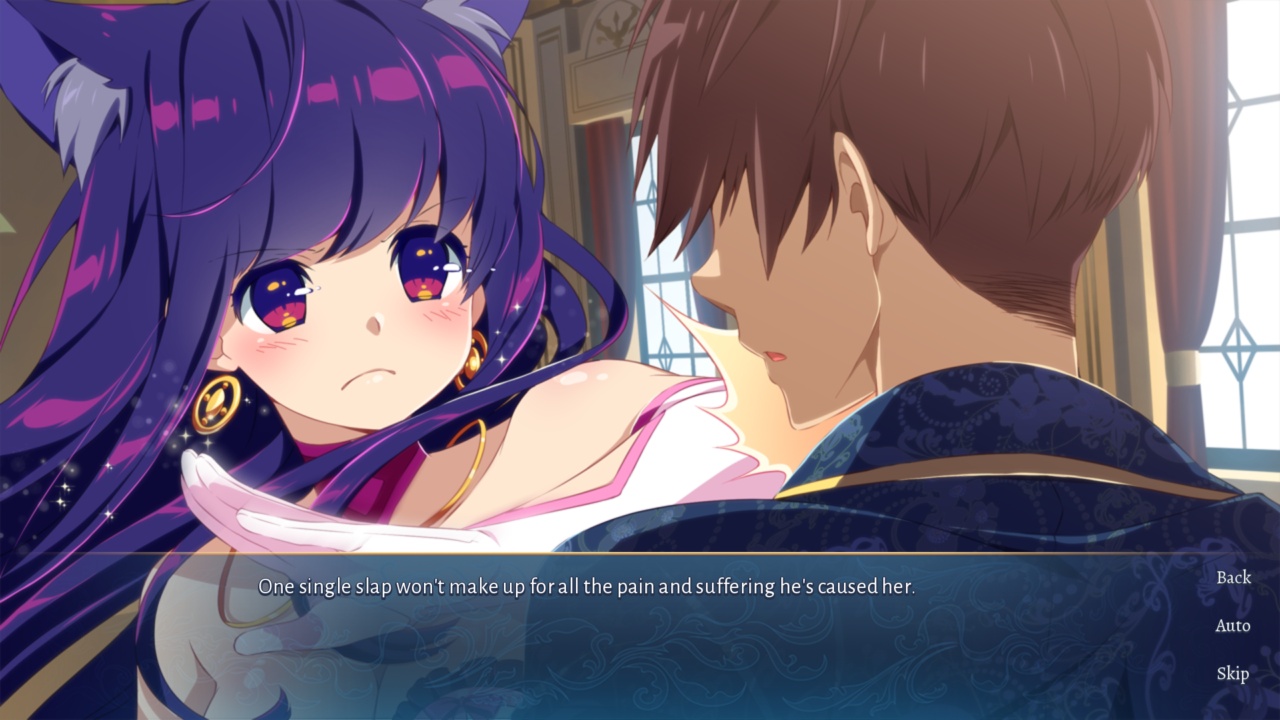 One single slap won't make up for all the pain and suffering he's caused her.
Back
Auto
Skip